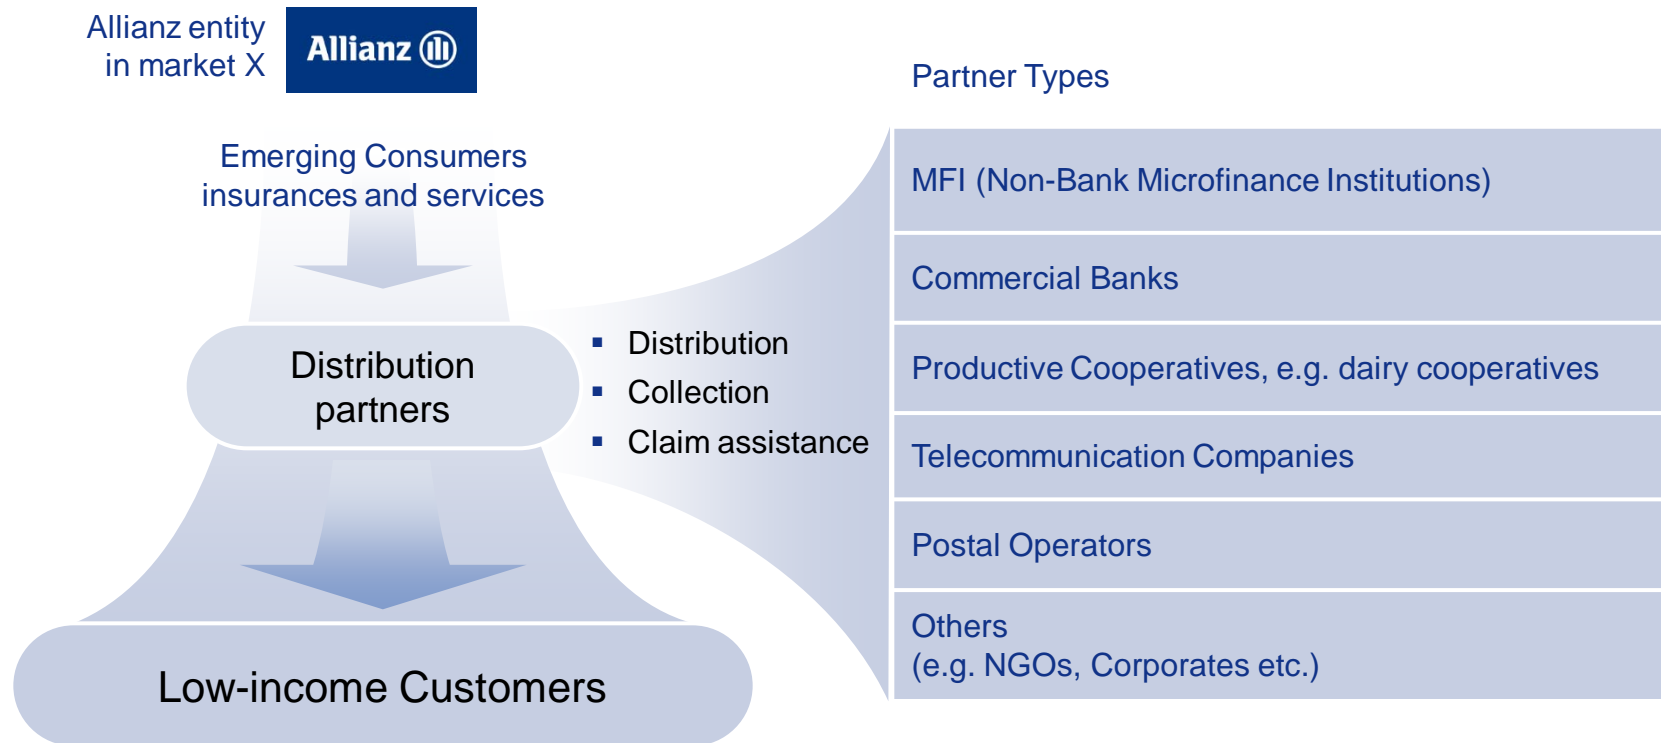 Allianz entity
in market X
Allianz
Emerging Consumers
insurances and services
Distribution
partners
▪ Distribution
▪ Collection
▪ Claim assistance
Low-income Customers
Partner Types
MFI (Non-Bank Microfinance Institutions)
Commercial Banks
Productive Cooperatives, e.g. dairy cooperatives
Telecommunication Companies
Postal Operators
Others
(e.g. NGOs, Corporates etc.)